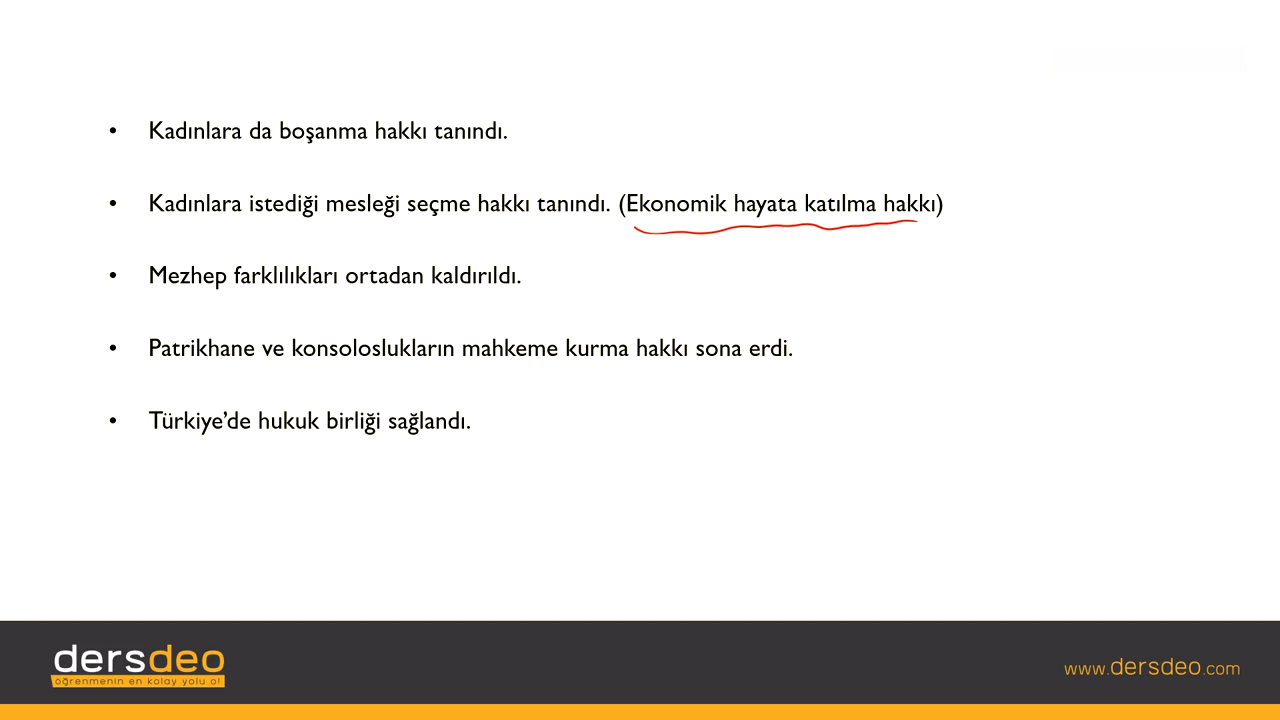 • Kadınlara da boşanma hakkı tanındı.
• Kadınlara istediği mesleği seçme hakkı tanındı. (Ekonomik hayata katılma hakkı)
• Mezhep farklılıkları ortadan kaldırıldı.
• Patrikhane ve konsoloslukların mahkeme kurma hakkı sona erdi.
• Türkiye’de hukuk birliği sağlandı.
dersdeo
öğrenmenin en kolay yolu o!
www.dersdeo.com